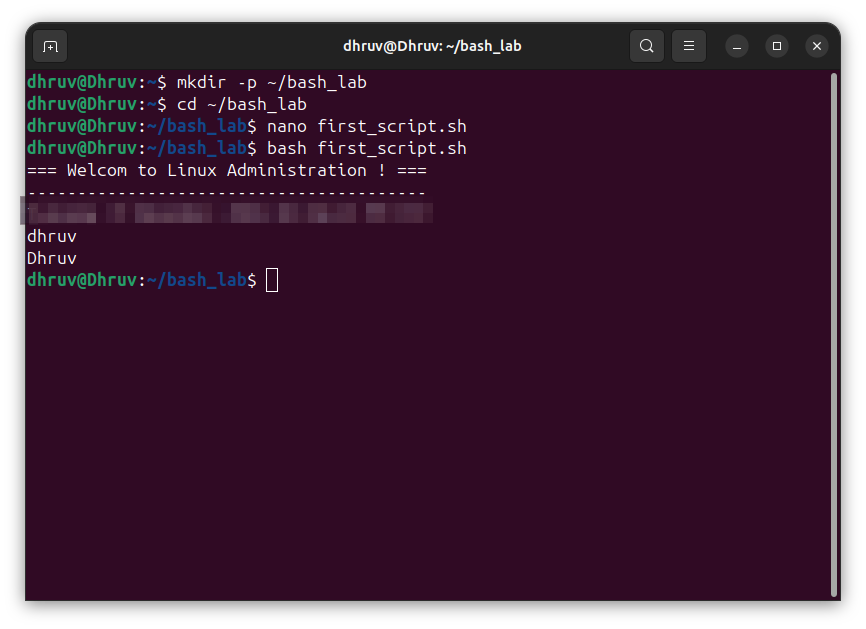 dhruv@Dhruv: ~/bash_lab
dhruv@Dhruv:~$ mkdir -p ~/bash_lab
dhruv@Dhruv:~$ cd ~/bash_lab
dhruv@Dhruv:~/bash_lab$ nano first_script.sh
dhruv@Dhruv:~/bash_lab$ bash first_script.sh
=== Welcom to Linux Administration ! ===
----------------------------------------
dhruv
Dhruv
dhruv@Dhruv:~/bash_lab$